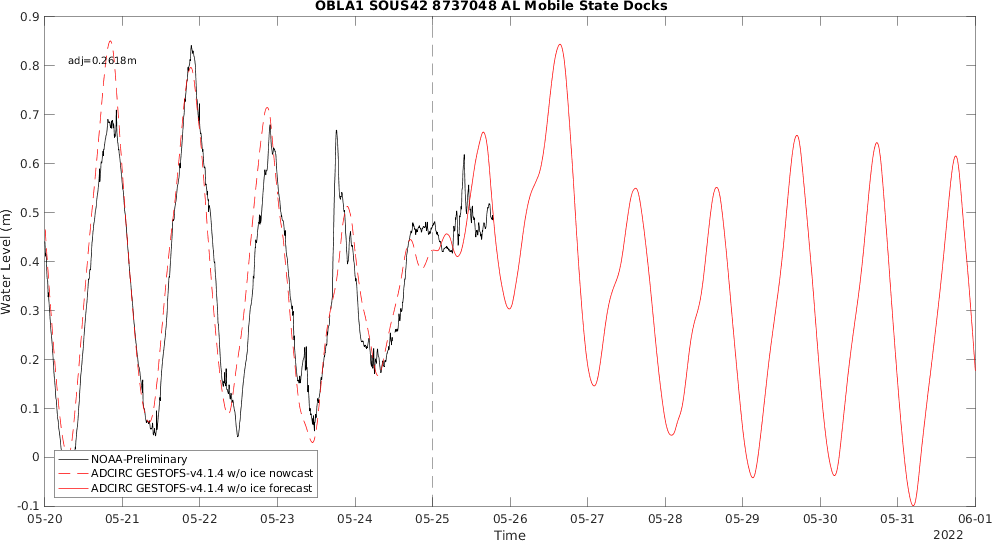 OBLA1 SOUS42 8737048 AL Mobile State Docks
0.9
0.8
0.7
0.6
0.5
0.4
0.3
0.2
0.1
0
-0.1
adj=0.2618m
Water Level (m)
NOAA-Preliminary
ADCIRC GESTOFS-v4.1.4 w/o ice nowcast
ADCIRC GESTOFS-v4.1.4 w/o ice forecast
05-20 05-21 05-22 05-23 05-24 05-25 05-26 05-27 05-28 05-29 05-30 05-31 06-01
Time
2022